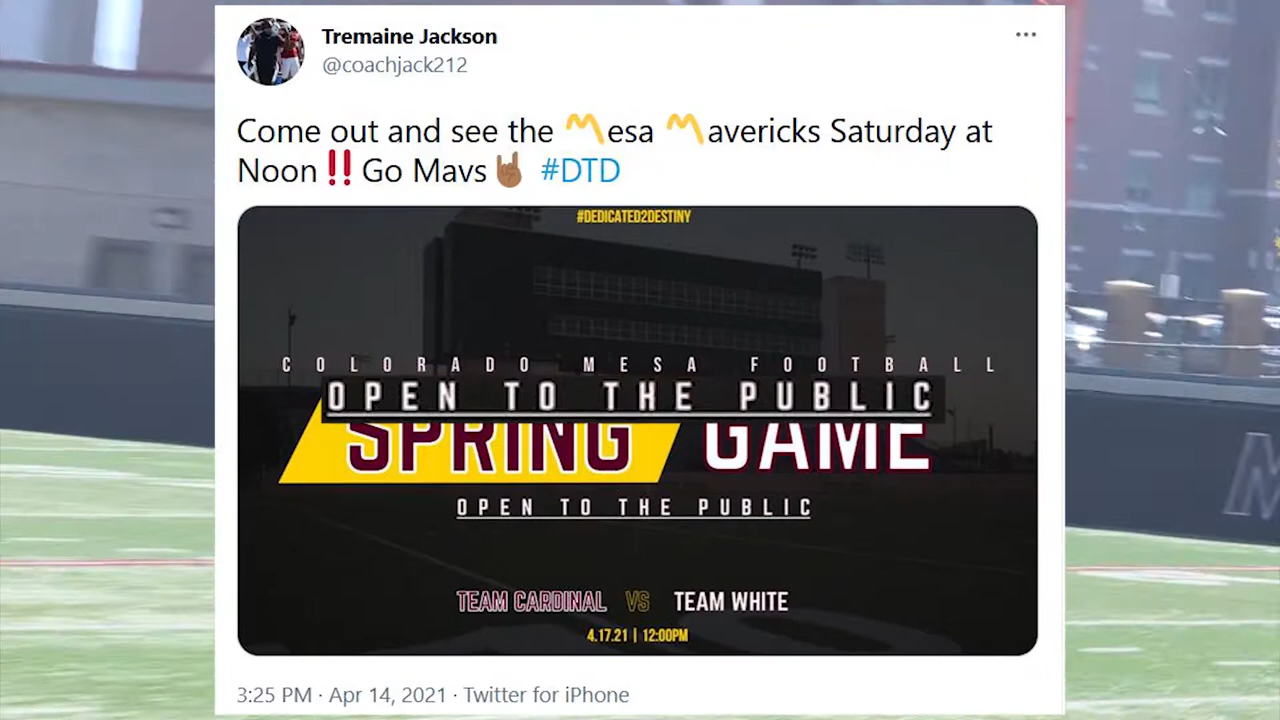 Tremaine Jackson
@coachjack212
Come out and see the 〽️esa 〽️avericks Saturday at
Noon‼️Go Mavs🤘🏾 #DTD
#DEDICATED2DESTINY
COLORADO MESA FOOTBALL
OPEN TO THE PUBLIC
SPRING GAME
OPEN TO THE PUBLIC
TEAM CARDINAL VS TEAM WHITE
4.17.21 | 12:00PM
3:25 PM · Apr 14, 2021 · Twitter for iPhone
M